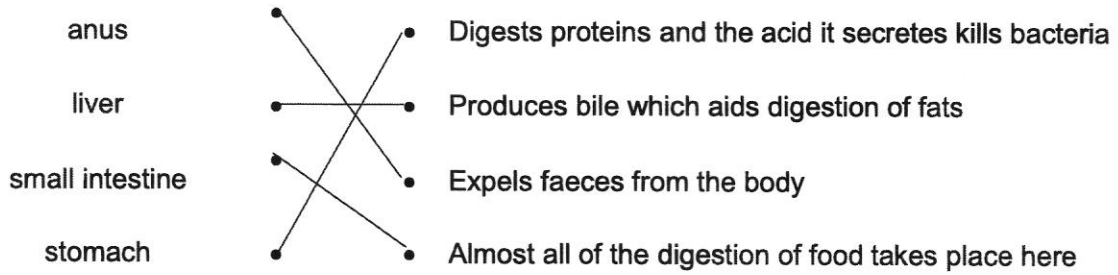 anus
Digests proteins and the acid it secretes kills bacteria
liver
Produces bile which aids digestion of fats
small intestine
Expels faeces from the body
stomach
Almost all of the digestion of food takes place here